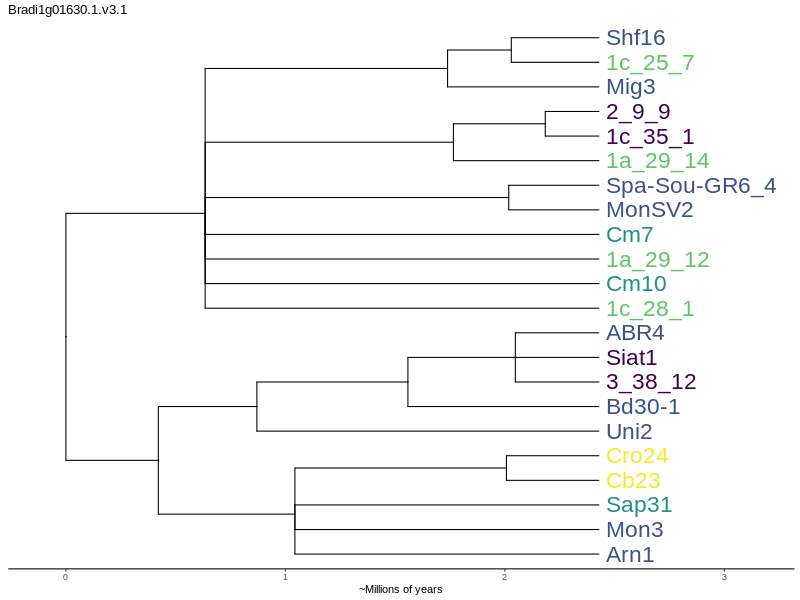 Bradi1g01630.1.v3.1
Shf16
1c_25_7
Mig3
2_9_9
1c_35_1
1a_29_14
Spa-Sou-GR6_4
MonSV2
Cm7
1a_29_12
Cm10
1c_28_1
ABR4
Siat1
3_38_12
Bd30-1
Uni2
Cro24
Cb23
Sap31
Mon3
Arn1
0 1 2 3
~Millions of years